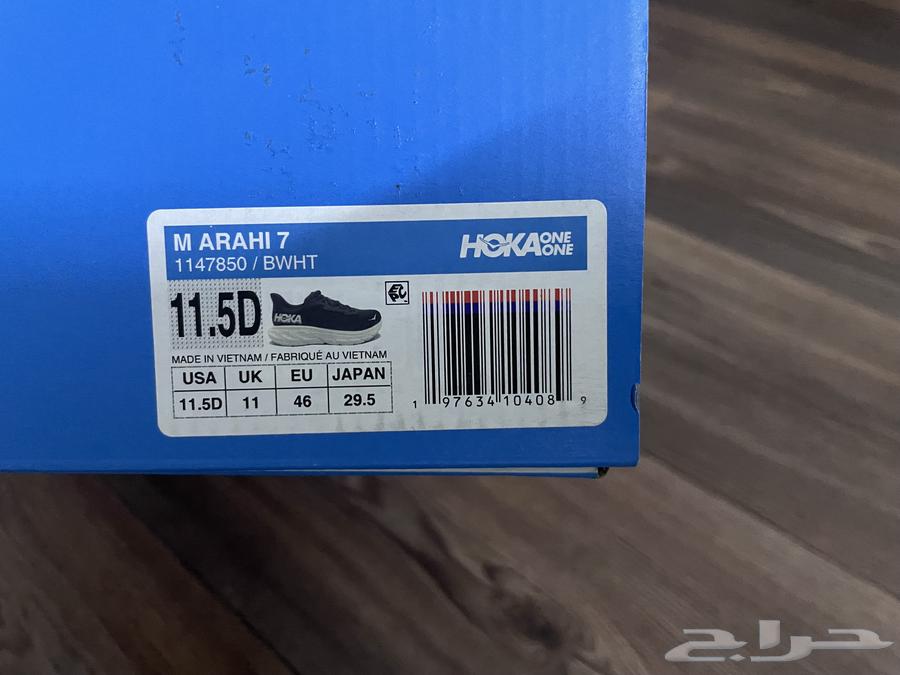 M ARAHI 7
HOKA ONE ONE
1147850 / BWHT
11.5D
HOKA
MADE IN VIETNAM / FABRIQUÉ AU VIETNAM
USA UK EU JAPAN
11.5D 11 46 29.5
1 97634 10408 9
حراج